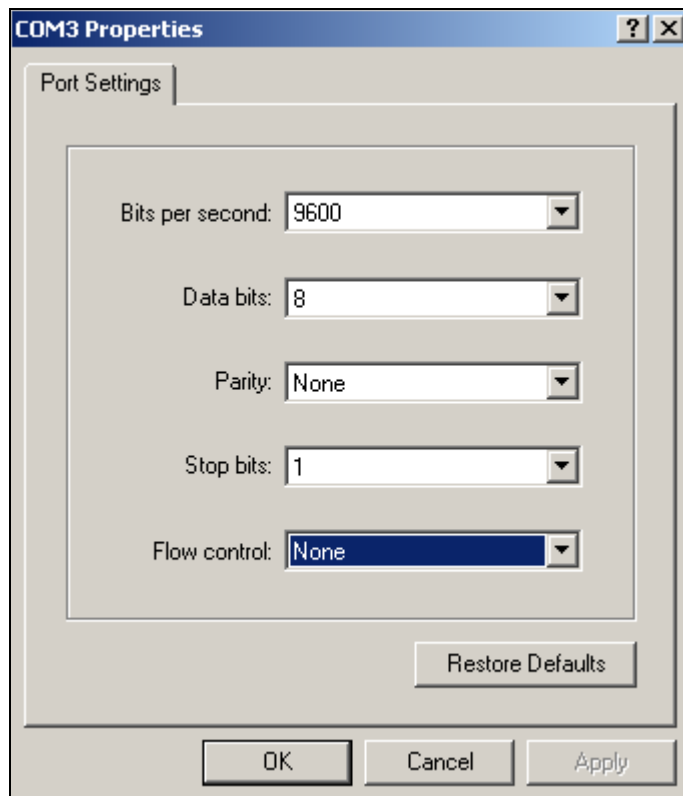 COM3 Properties
Port Settings
Bits per second: 9600
Data bits: 8
Parity: None
Stop bits: 1
Flow control: None
Restore Defaults
OK Cancel Apply